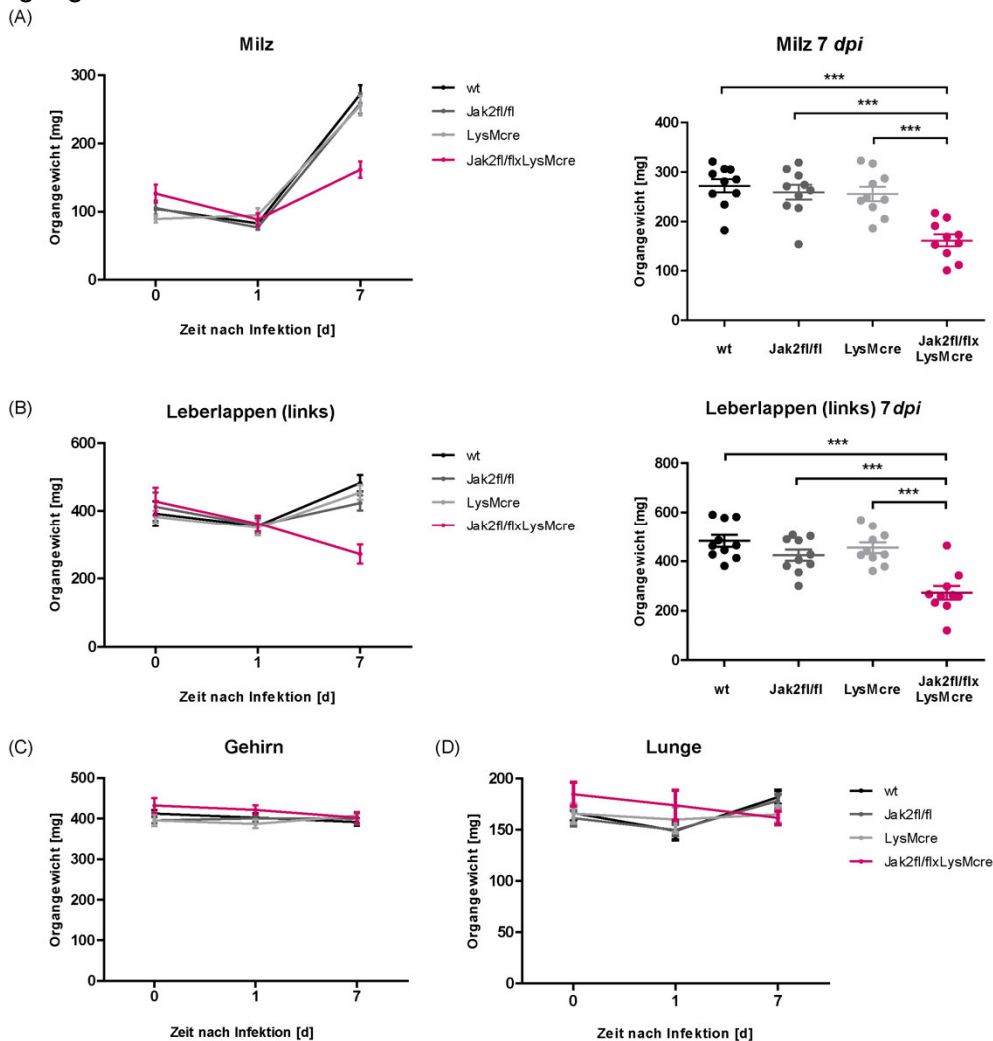 (A)
Milz
Organgewicht [mg]
300
200
100
0
0 1 7
Zeit nach Infektion [d]
wt
Jak2fl/fl
LysMcre
Jak2fl/flxLysMcre
Milz 7 dpi
***
***
***
Organgewicht [mg]
400
300
200
100
0
wt Jak2fl/fl LysMcre Jak2fl/flx
LysMcre
(B)
Leberlappen (links)
Organgewicht [mg]
600
400
200
0
0 1 7
Zeit nach Infektion [d]
wt
Jak2fl/fl
LysMcre
Jak2fl/flxLysMcre
Leberlappen (links) 7 dpi
***
***
***
Organgewicht [mg]
800
600
400
200
0
wt Jak2fl/fl LysMcre Jak2fl/flx
LysMcre
(C)
Gehirn
Organgewicht [mg]
500
400
300
200
100
0
0 1 7
Zeit nach Infektion [d]
(D)
Lunge
Organgewicht [mg]
200
150
100
50
0
0 1 7
Zeit nach Infektion [d]
wt
Jak2fl/fl
LysMcre
Jak2fl/flxLysMcre